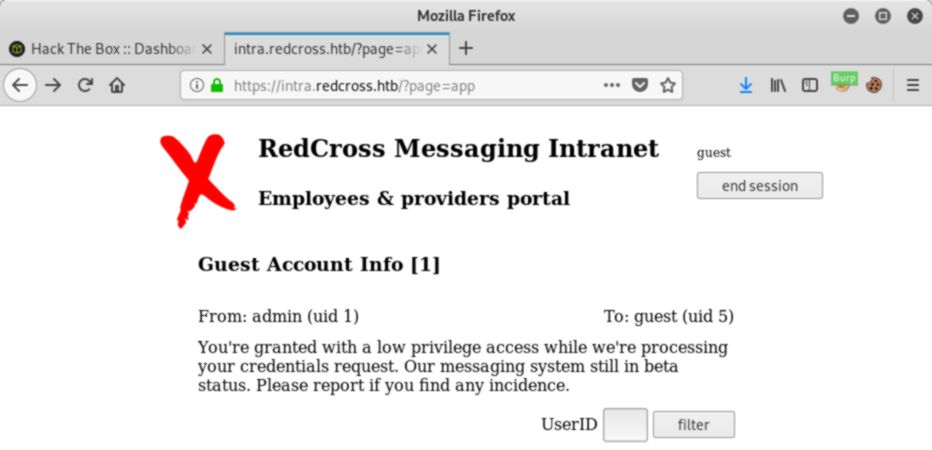 Mozilla Firefox
Hack The Box :: Dashboa
intra.redcross.htb/?page=ap
https://intra.redcross.htb/?page=app
Burp
RedCross Messaging Intranet
guest
end session
Employees & providers portal
Guest Account Info [1]
From: admin (uid 1) To: guest (uid 5)
You're granted with a low privilege access while we're processing
your credentials request. Our messaging system still in beta
status. Please report if you find any incidence.
UserID filter